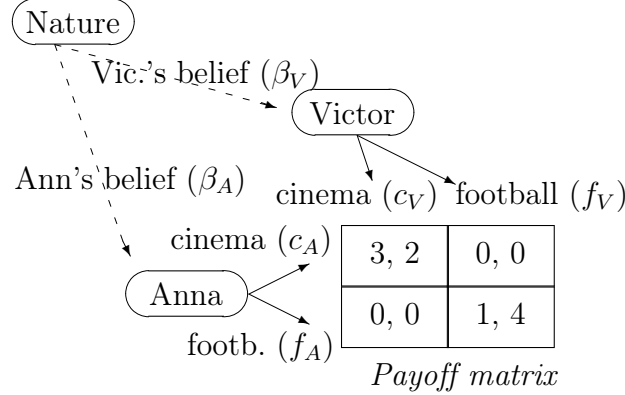 Nature
Vic.'s belief (β_V)
Victor
Ann's belief (β_A)
cinema (c_V) football (f_V)
cinema (c_A)
3, 2 0, 0
Anna
0, 0 1, 4
footb. (f_A)
Payoff matrix